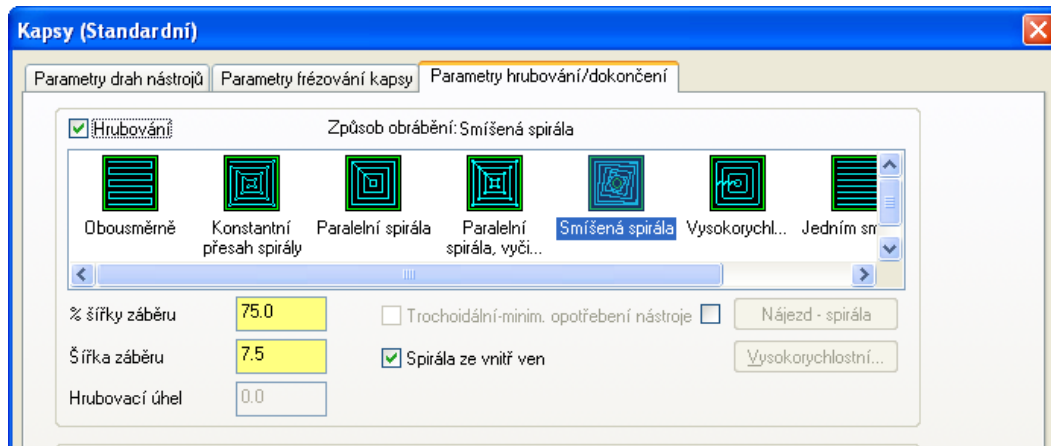 Kapsy (Standardní)
Parametry drah nástrojů
Parametry frézování kapsy
Parametry hrubování/dokončení
Hrubování
Způsob obrábění: Smíšená spirála
Obousměrně
Konstantní přesah spirály
Paralelní spirála
Paralelní spirála, vyči...
Smíšená spirála
Vysokorychl...
Jedním sm
% šířky záběru
75.0
Trochoidální-minim. opotřebení nástroje
Nájezd - spirála
Šířka záběru
7.5
Spirála ze vnitř ven
Vysokorychlostní...
Hrubovací úhel
0.0